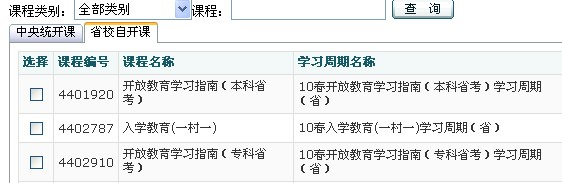 课程类别: 全部类别 课程: 查 询
中央统开课 省校自开课
选择 课程编号 课程名称 学习周期名称
4401920 开放教育学习指南（本科省考） 10春开放教育学习指南（本科省考）学习周期（省）
4402787 入学教育(一村一) 10春入学教育(一村一)学习周期（省）
4402910 开放教育学习指南（专科省考） 10春开放教育学习指南（专科省考）学习周期（省）